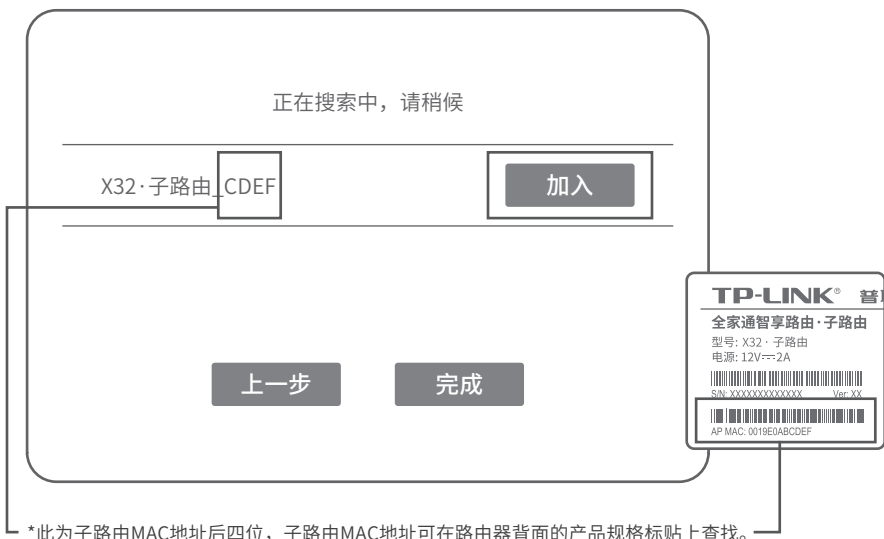 正在搜索中，请稍候
X32·子路由_CDEF
加入
上一步
完成
TP-LINK® 普
全家通智享路由·子路由
型号: X32 · 子路由
电源: 12V⎓2A
S/N: XXXXXXXXXXXXX Ver: XX
AP MAC: 0019E0ABCDEF
*此为子路由MAC地址后四位，子路由MAC地址可在路由器背面的产品规格标贴上查找。